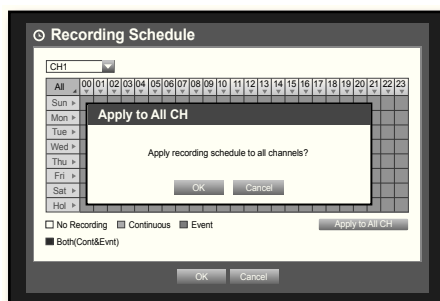 Recording Schedule
CH1
All 00 01 02 03 04 05 06 07 08 09 10 11 12 13 14 15 16 17 18 19 20 21 22 23
Sun
Mon
Tue
Wed
Thu
Fri
Sat
Hol
Apply to All CH
Apply recording schedule to all channels?
OK Cancel
No Recording Continuous Event Apply to All CH
Both(Cont&Evnt)
OK Cancel